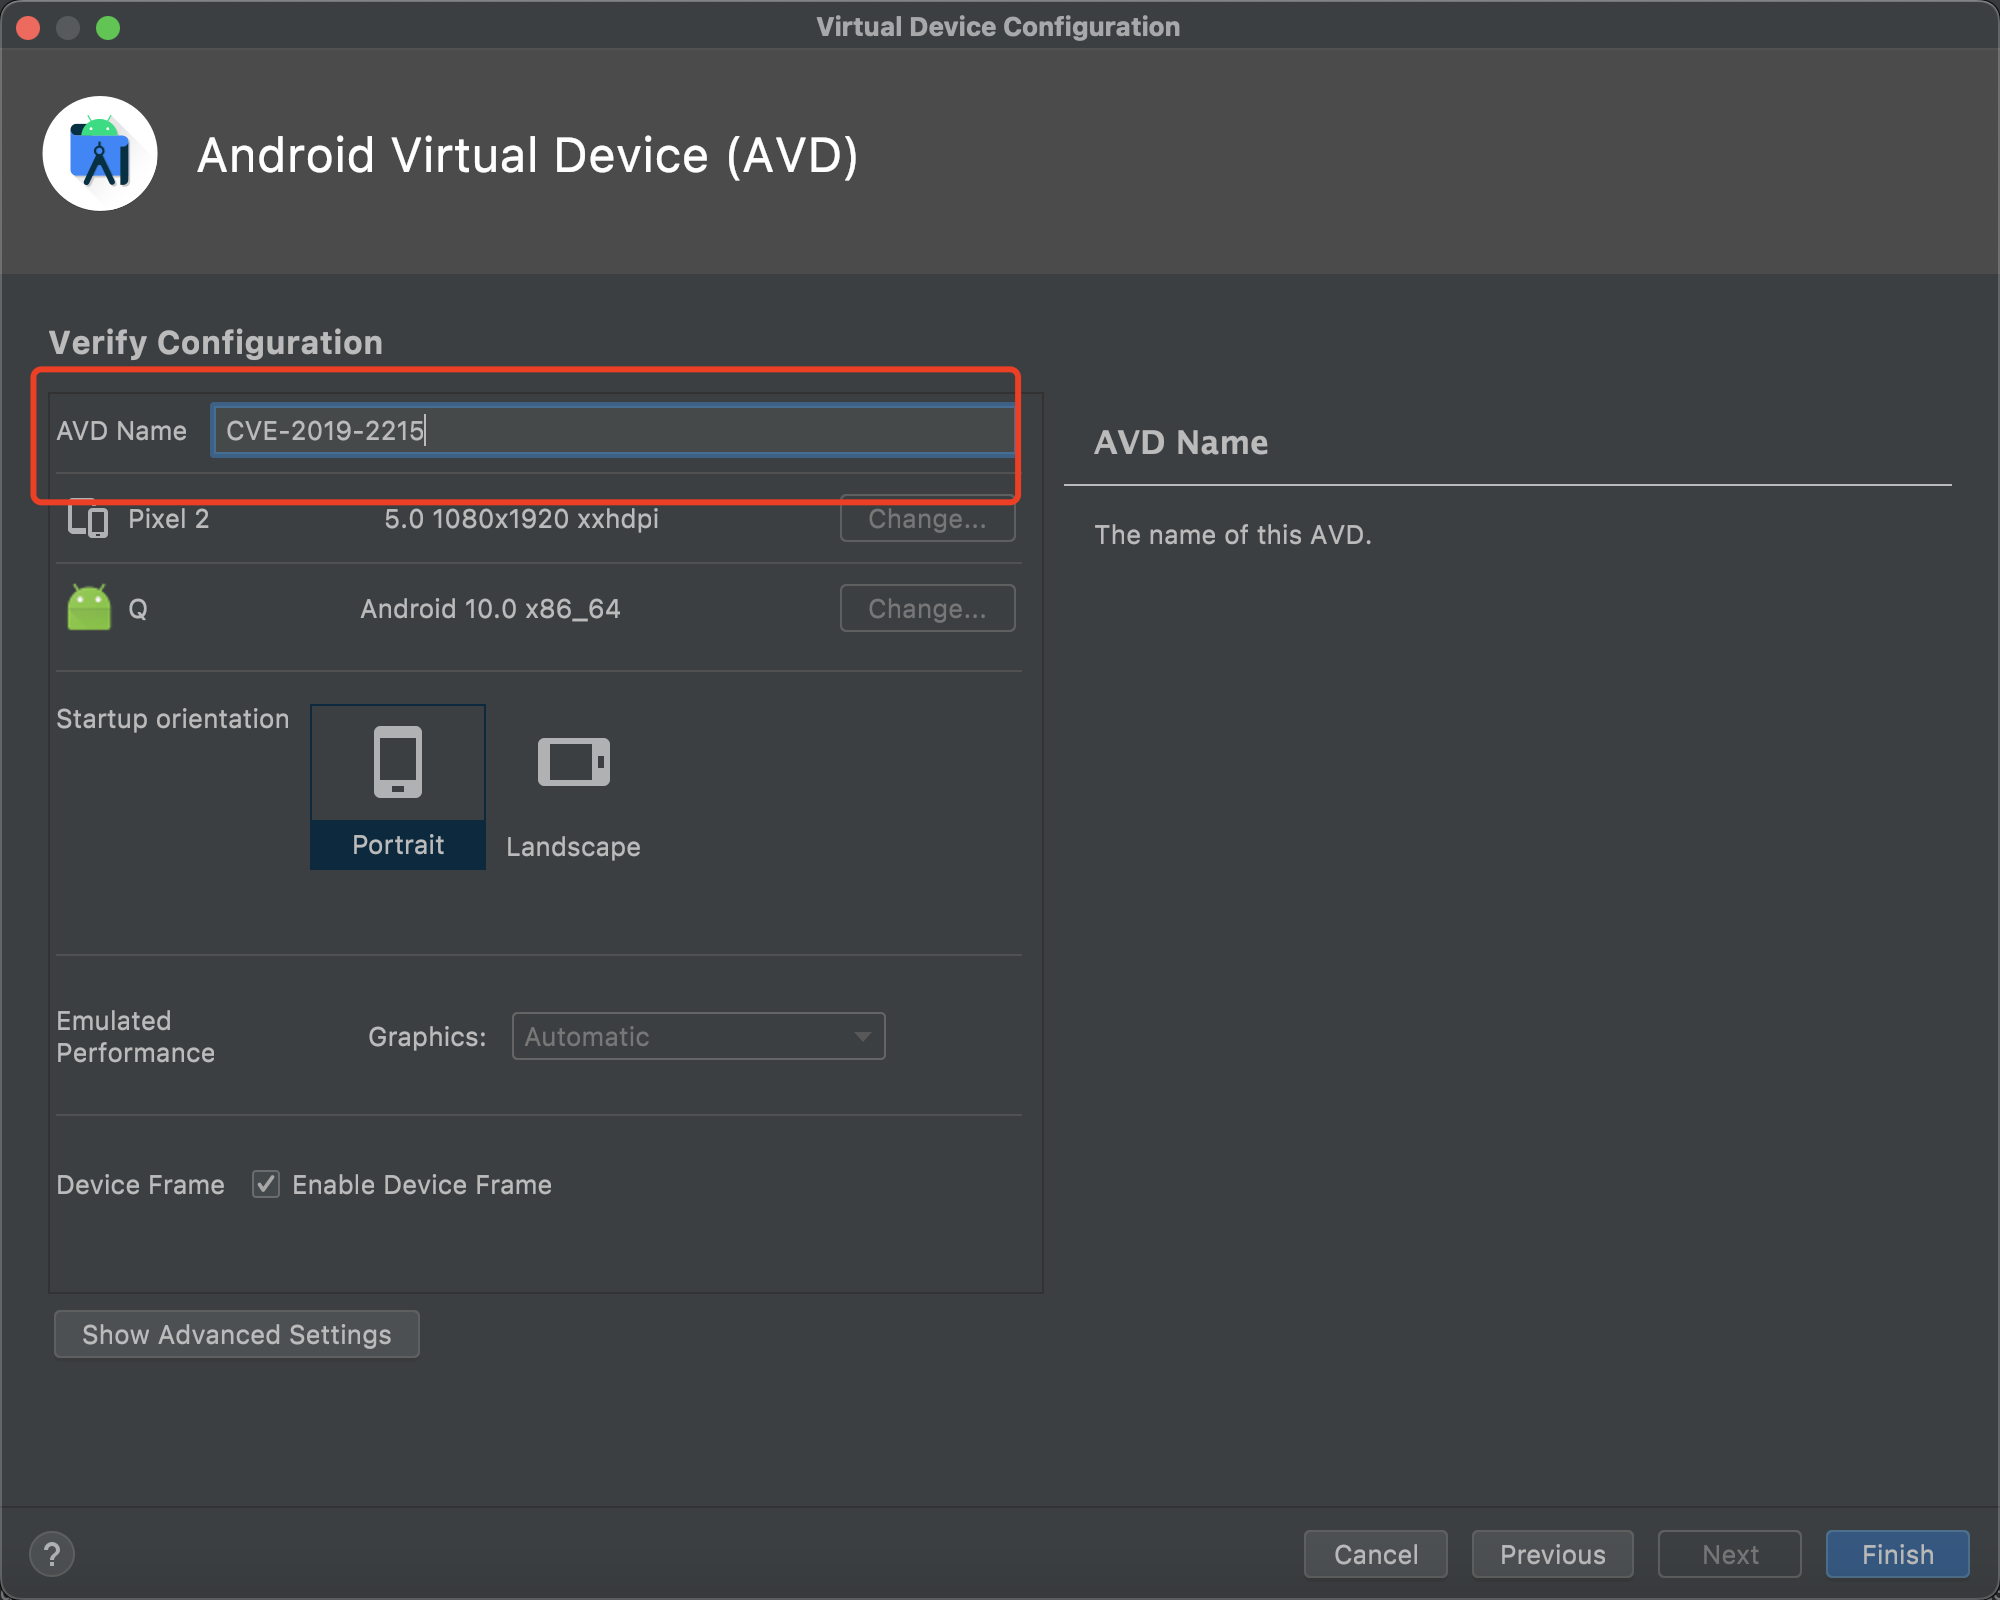 Virtual Device Configuration
Android Virtual Device (AVD)
Verify Configuration
AVD Name CVE-2019-2215
Pixel 2 5.0 1080x1920 xxhdpi Change...
Q Android 10.0 x86_64 Change...
Startup orientation
Portrait Landscape
Emulated
Performance
Graphics: Automatic
Device Frame Enable Device Frame
Show Advanced Settings
AVD Name
The name of this AVD.
? Cancel Previous Next Finish